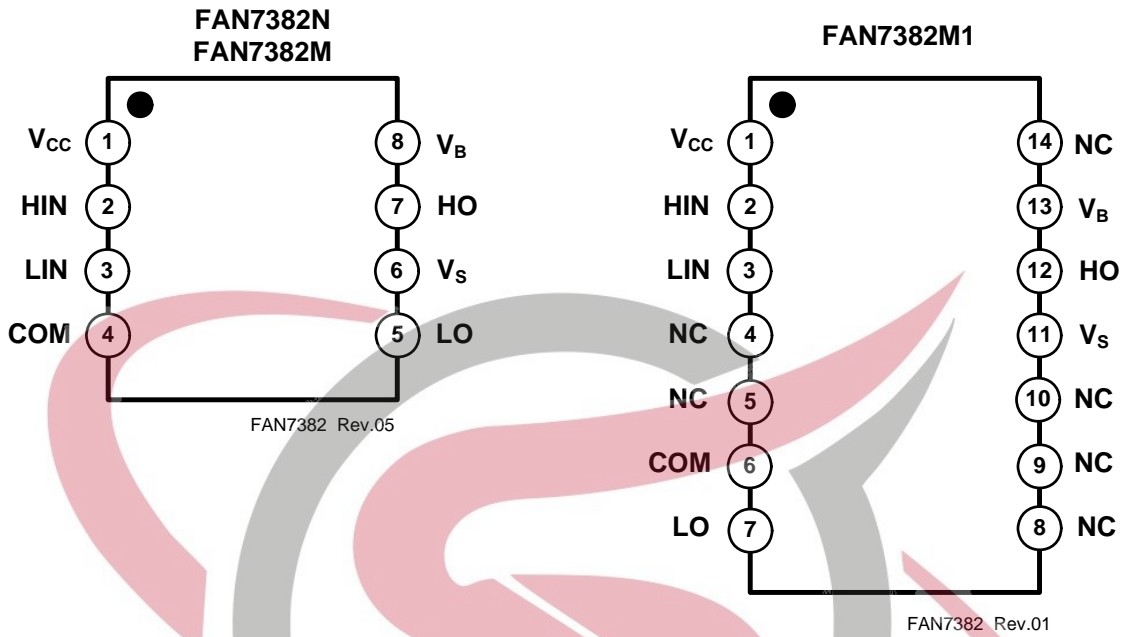 FAN7382N
FAN7382M
VCC 1
8 VB
HIN 2
7 HO
LIN 3
6 VS
COM 4
5 LO
FAN7382 Rev.05
FAN7382M1
VCC 1
14 NC
HIN 2
13 VB
LIN 3
12 HO
NC 4
11 VS
NC 5
10 NC
COM 6
9 NC
LO 7
8 NC
FAN7382 Rev.01